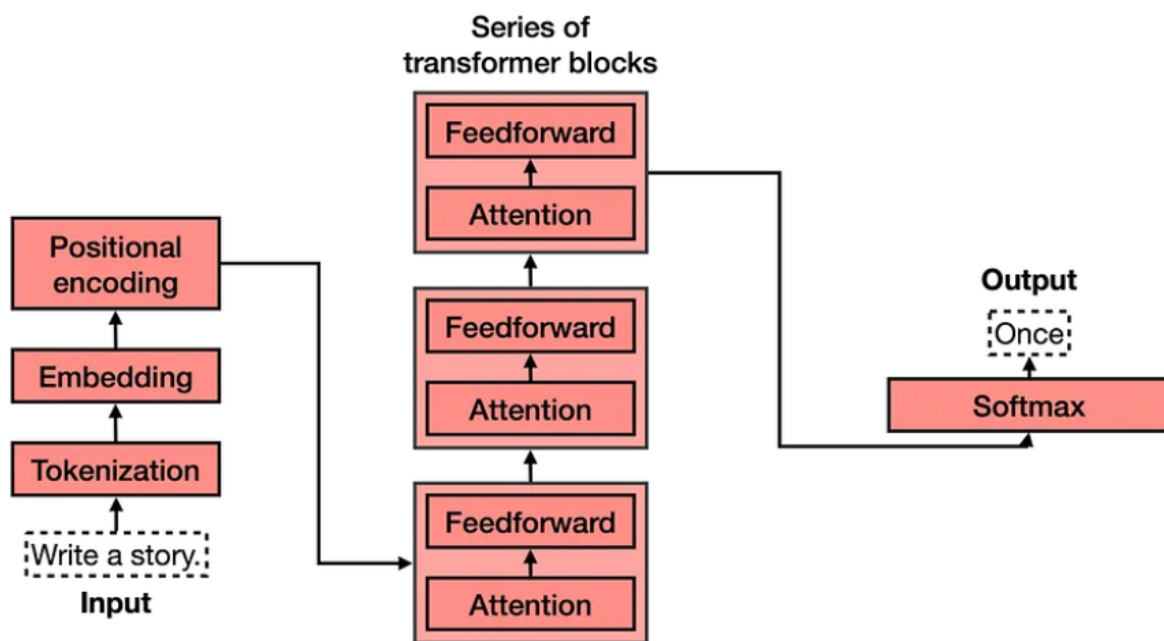 Series of
transformer blocks
Feedforward
Attention
Positional
encoding
Feedforward
Attention
Embedding
Tokenization
Write a story.
Input
Feedforward
Attention
Output
Once
Softmax